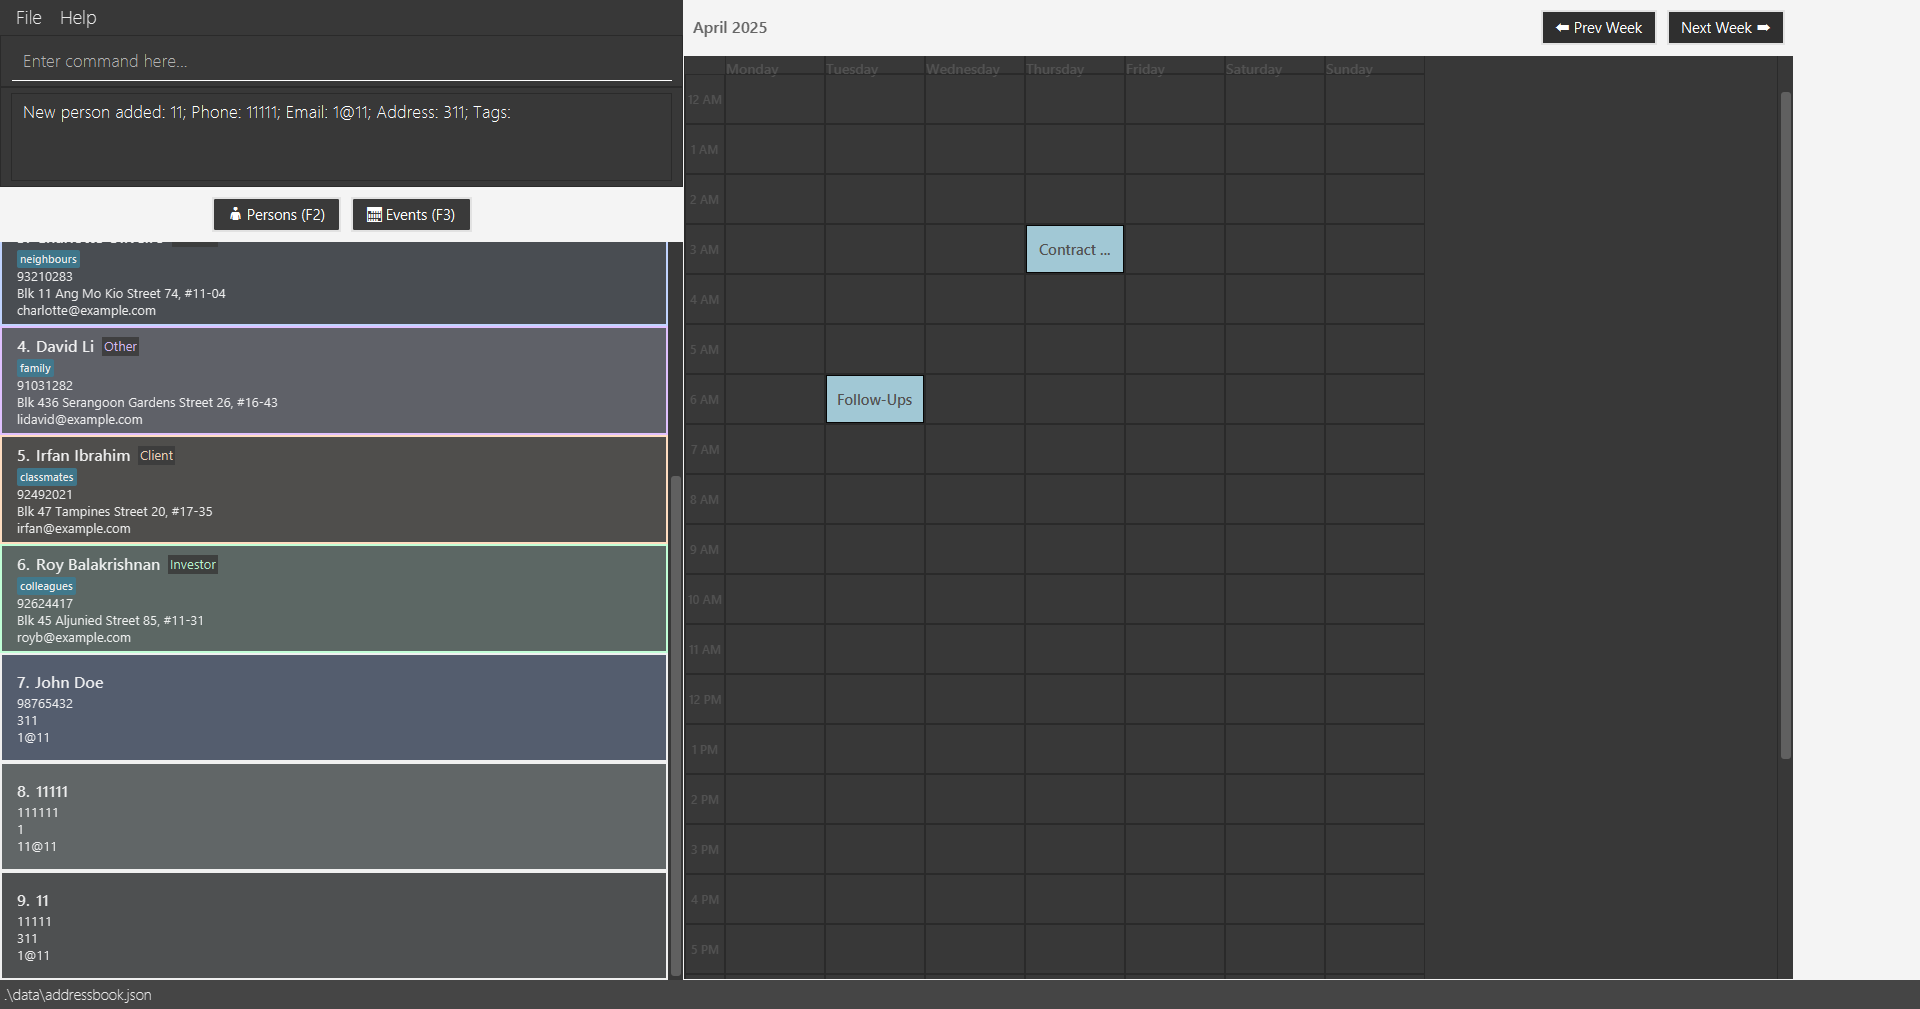 File Help
Enter command here...
New person added: 11; Phone: 11111; Email: 1@11; Address: 311; Tags:
Persons (F2) Events (F3)
neighbours
93210283
Blk 11 Ang Mo Kio Street 74, #11-04
charlotte@example.com
4. David Li Other
family
91031282
Blk 436 Serangoon Gardens Street 26, #16-43
lidavid@example.com
5. Irfan Ibrahim Client
classmates
92492021
Blk 47 Tampines Street 20, #17-35
irfan@example.com
6. Roy Balakrishnan Investor
colleagues
92624417
Blk 45 Aljunied Street 85, #11-31
royb@example.com
7. John Doe
98765432
311
1@11
8. 11111
111111
1
11@11
9. 11
11111
311
1@11
.\data\addressbook.json
April 2025
⬅ Prev Week Next Week ➡
Monday Tuesday Wednesday Thursday Friday Saturday Sunday
12 AM
1 AM
2 AM
3 AM Contract ...
4 AM
5 AM
6 AM Follow-Ups
7 AM
8 AM
9 AM
10 AM
11 AM
12 PM
1 PM
2 PM
3 PM
4 PM
5 PM